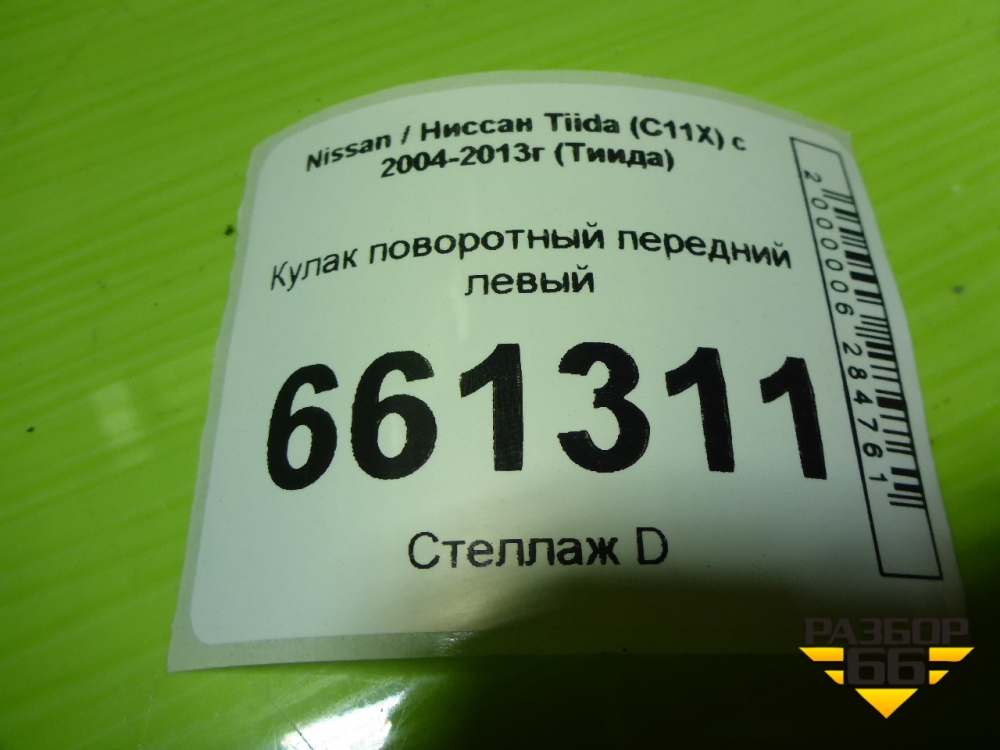 Nissan / Ниссан Tiida (C11X) с
2004-2013г (Тиида)
Кулак поворотный передний
левый
661311
Стеллаж D
2000006284761
РАЗБОР
66